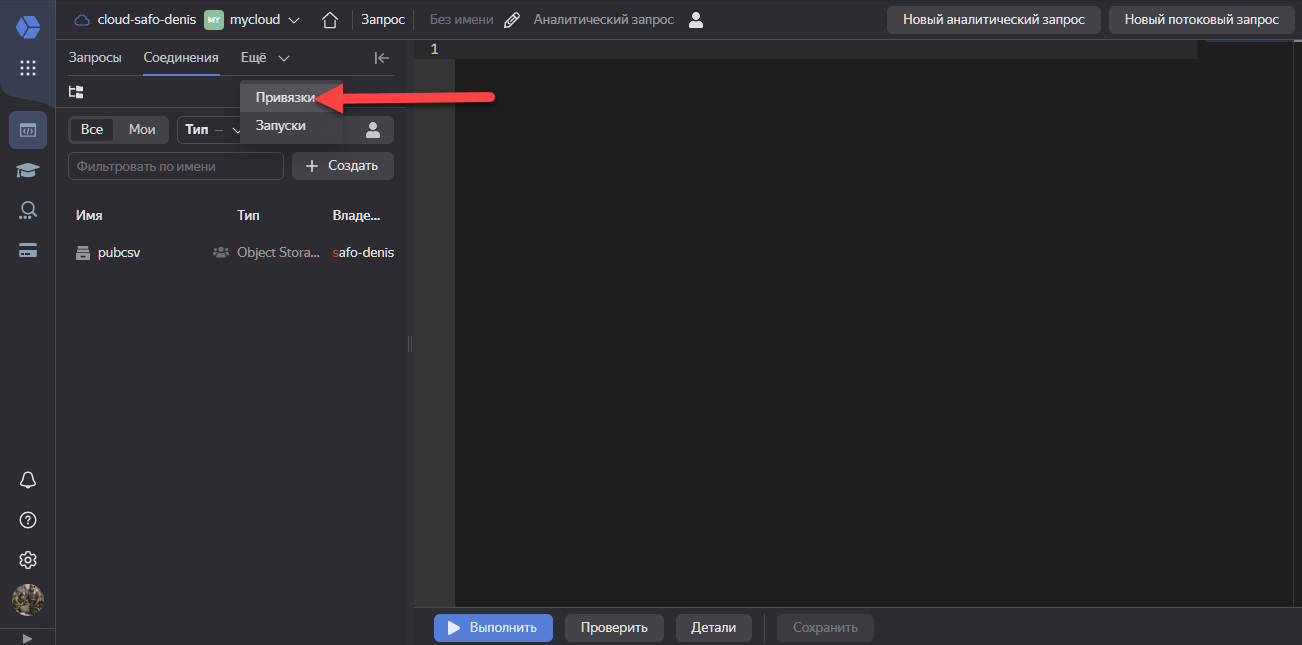 cloud-safo-denis MY mycloud Запрос Без имени Аналитический запрос Новый аналитический запрос Новый потоковый запрос
Запросы Соединения Ещё
1
Привязки
Запуски
Все Мои Тип —
Фильтровать по имени + Создать
Имя Тип Владе...
pubcsv Object Stora... safo-denis
Выполнить Проверить Детали Сохранить